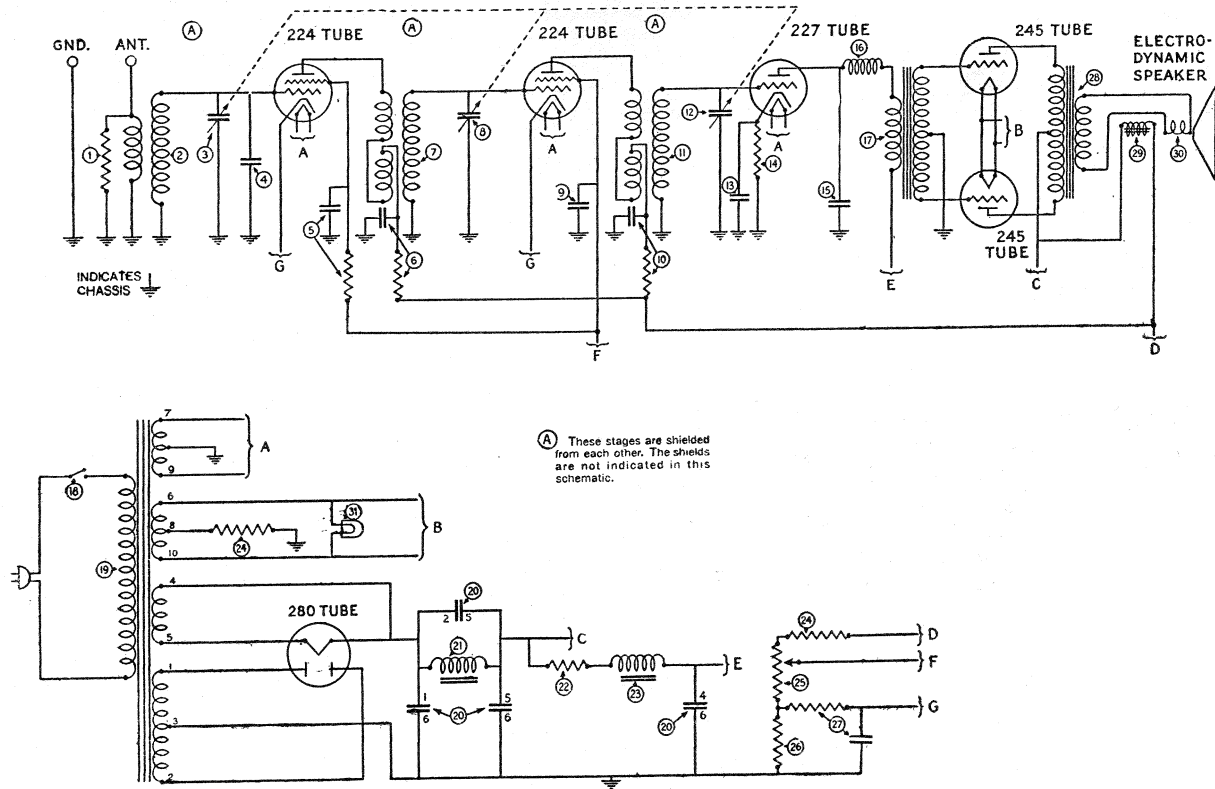 GND. ANT. Ⓐ 224 TUBE Ⓐ 224 TUBE Ⓐ 227 TUBE 245 TUBE
ELECTRO-
DYNAMIC
SPEAKER
16
28
1 2 3 4 A 7 8 A 11 12 A 14 17 B 29 30
5 9 13 15
6 10
G G
INDICATES
CHASSIS
245
TUBE
E C
F D
7
A
9
18
6
8
24
10
31
B
19
4
5
280 TUBE
1
3
2
Ⓐ These stages are shielded
from each other. The shields
are not indicated in this
schematic.
20
2 5
21
C
22 23 E
1
6
20
5
6
20
4
6
24 D
25 F
27 G
26